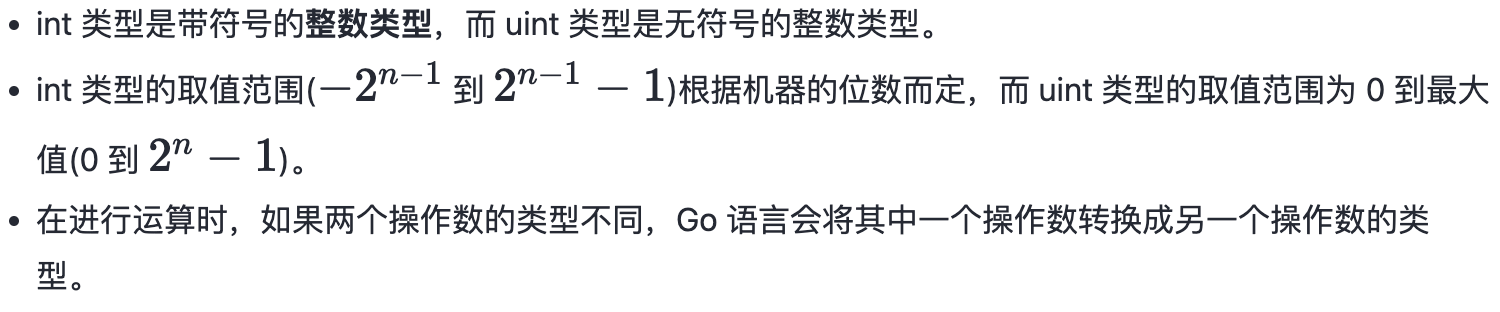 • int 类型是带符号的整数类型，而 uint 类型是无符号的整数类型。
• int 类型的取值范围(−2^{n−1} 到 2^{n−1} − 1)根据机器的位数而定，而 uint 类型的取值范围为 0 到最大
值(0 到 2^n − 1)。
• 在进行运算时，如果两个操作数的类型不同，Go 语言会将其中一个操作数转换成另一个操作数的类
型。